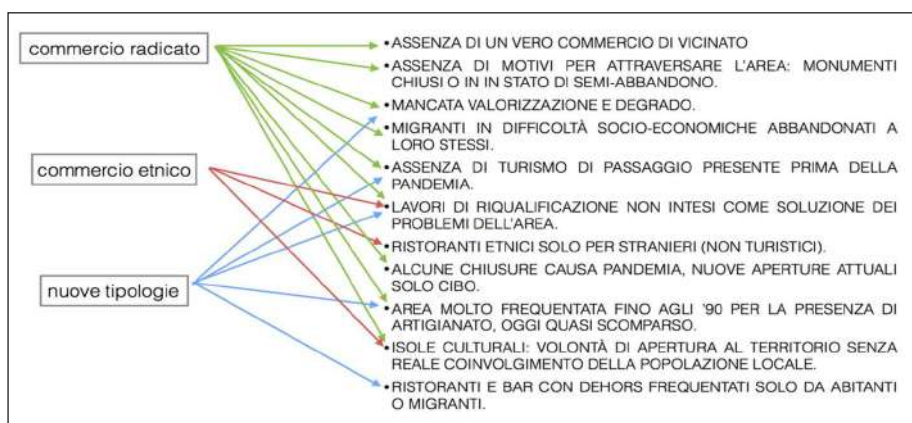 commercio radicato
commercio etnico
nuove tipologie
• ASSENZA DI UN VERO COMMERCIO DI VICINATO
• ASSENZA DI MOTIVI PER ATTRAVERSARE L'AREA: MONUMENTI
CHIUSI O IN IN STATO DI SEMI-ABBANDONO.
• MANCATA VALORIZZAZIONE E DEGRADO.
• MIGRANTI IN DIFFICOLTÀ SOCIO-ECONOMICHE ABBANDONATI A
LORO STESSI.
• ASSENZA DI TURISMO DI PASSAGGIO PRESENTE PRIMA DELLA
PANDEMIA.
• LAVORI DI RIQUALIFICAZIONE NON INTESI COME SOLUZIONE DEI
PROBLEMI DELL'AREA.
• RISTORANTI ETNICI SOLO PER STRANIERI (NON TURISTICI).
• ALCUNE CHIUSURE CAUSA PANDEMIA, NUOVE APERTURE ATTUALI
SOLO CIBO.
• AREA MOLTO FREQUENTATA FINO AGLI '90 PER LA PRESENZA DI
ARTIGIANATO, OGGI QUASI SCOMPARSO.
• ISOLE CULTURALI: VOLONTÀ DI APERTURA AL TERRITORIO SENZA
REALE COINVOLGIMENTO DELLA POPOLAZIONE LOCALE.
• RISTORANTI E BAR CON DEHORS FREQUENTATI SOLO DA ABITANTI
O MIGRANTI.